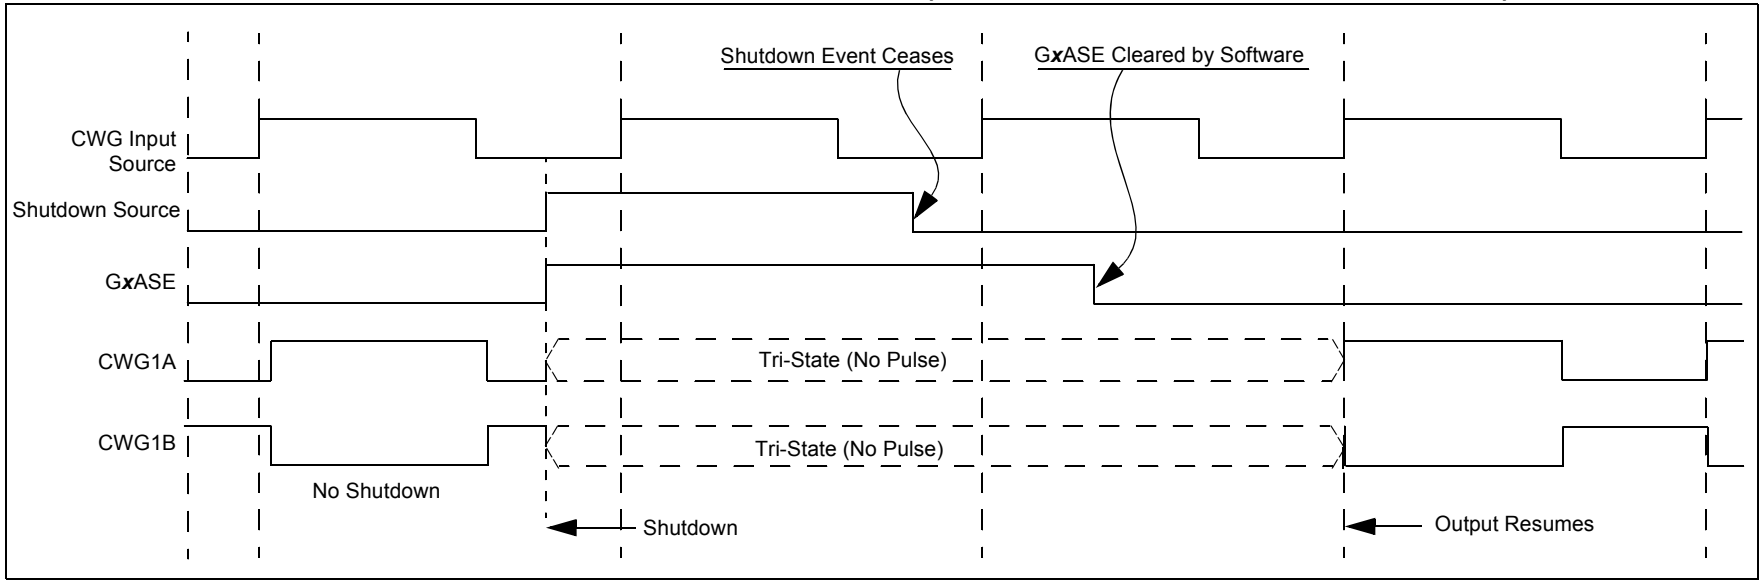 Shutdown Event Ceases
GxASE Cleared by Software
CWG Input
Source
Shutdown Source
GxASE
CWG1A
Tri-State (No Pulse)
CWG1B
Tri-State (No Pulse)
No Shutdown
Shutdown
Output Resumes